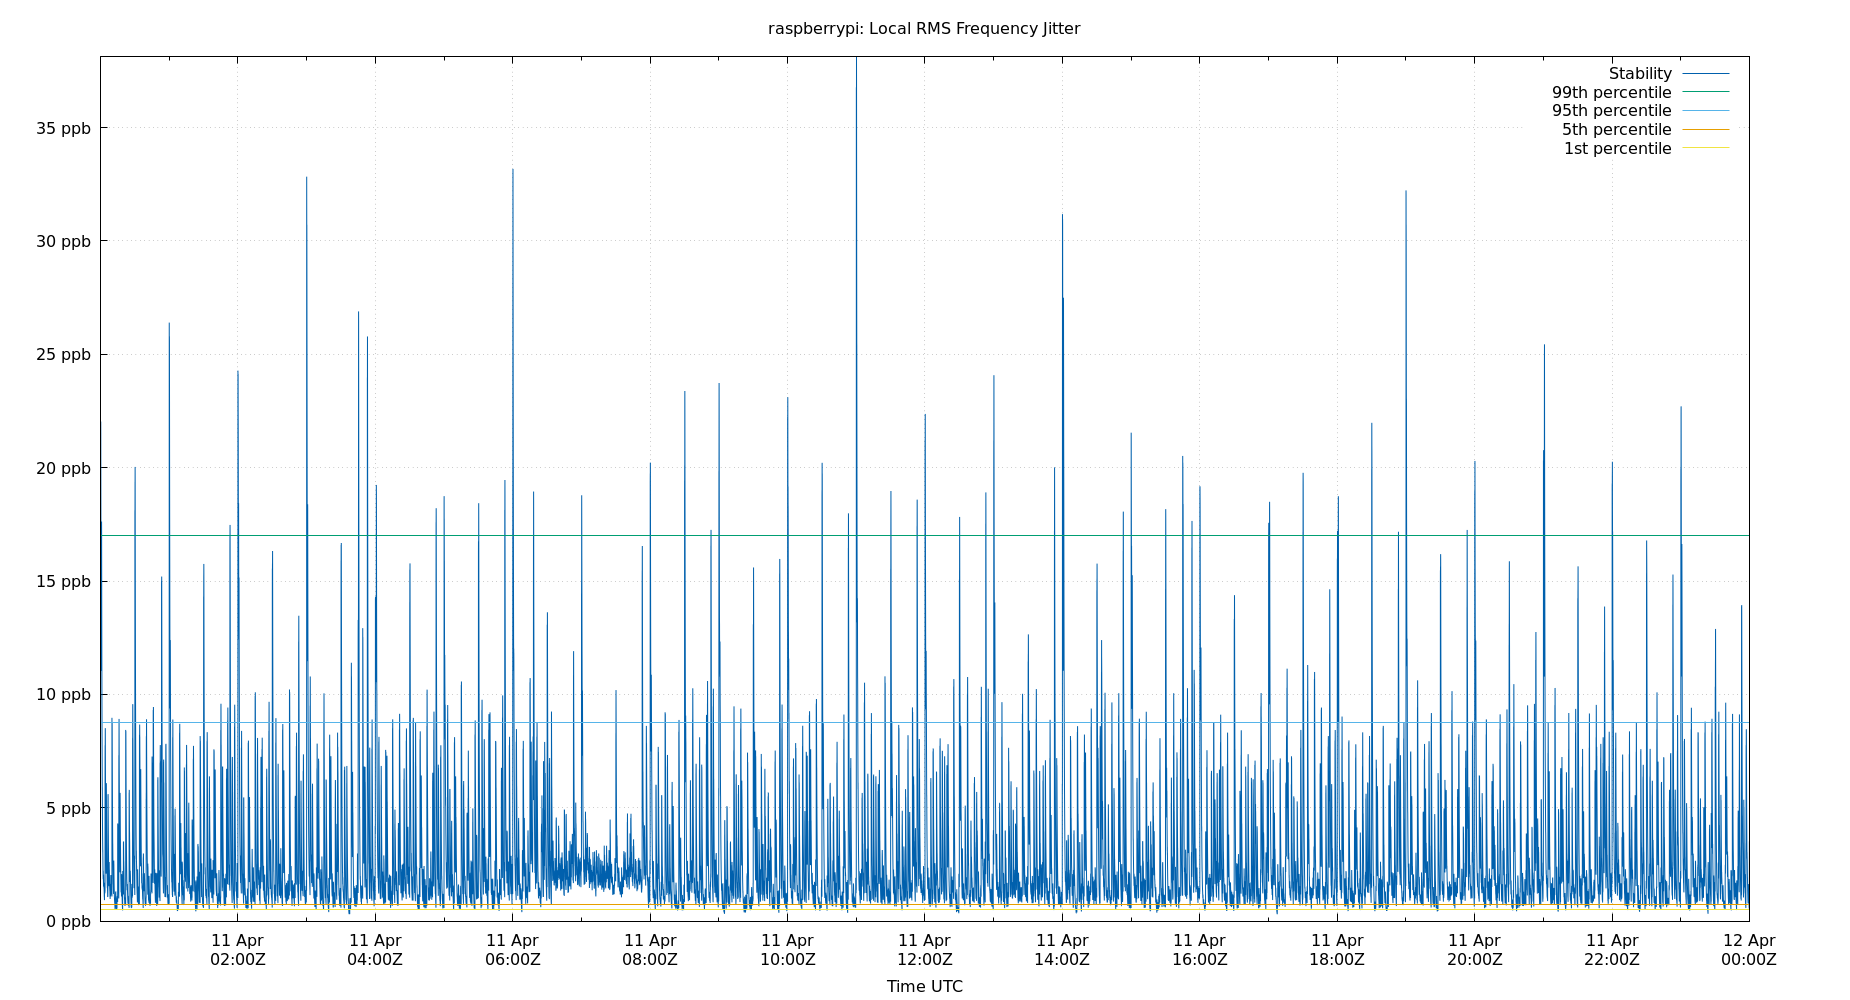 raspberrypi: Local RMS Frequency Jitter
Stability
99th percentile
95th percentile
5th percentile
1st percentile
35 ppb
30 ppb
25 ppb
20 ppb
15 ppb
10 ppb
5 ppb
0 ppb
11 Apr 11 Apr 11 Apr 11 Apr 11 Apr 11 Apr 11 Apr 11 Apr 11 Apr 11 Apr 11 Apr 12 Apr
02:00Z 04:00Z 06:00Z 08:00Z 10:00Z 12:00Z 14:00Z 16:00Z 18:00Z 20:00Z 22:00Z 00:00Z
Time UTC